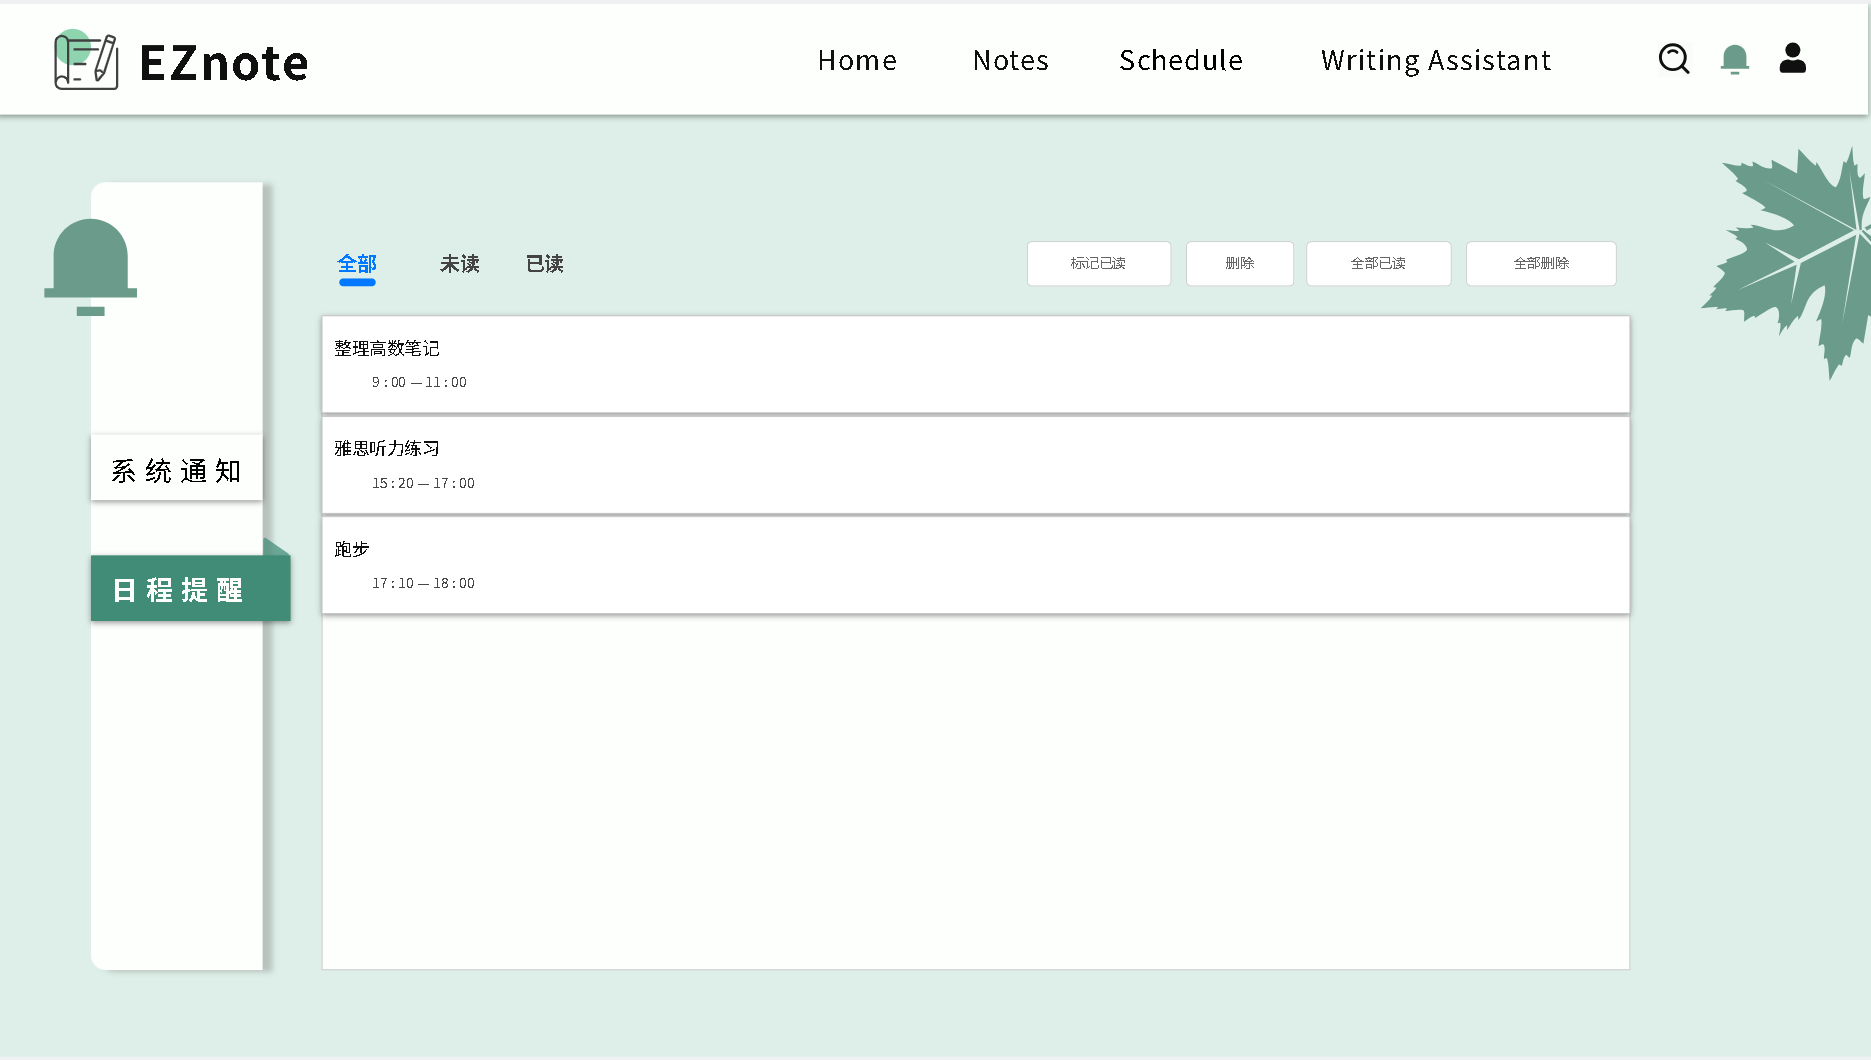 EZnote
Home Notes Schedule Writing Assistant
全部 未读 已读 标记已读 删除 全部已读 全部删除
整理高数笔记
9:00—11:00
雅思听力练习
15:20—17:00
跑步
17:10—18:00
系统通知
日程提醒